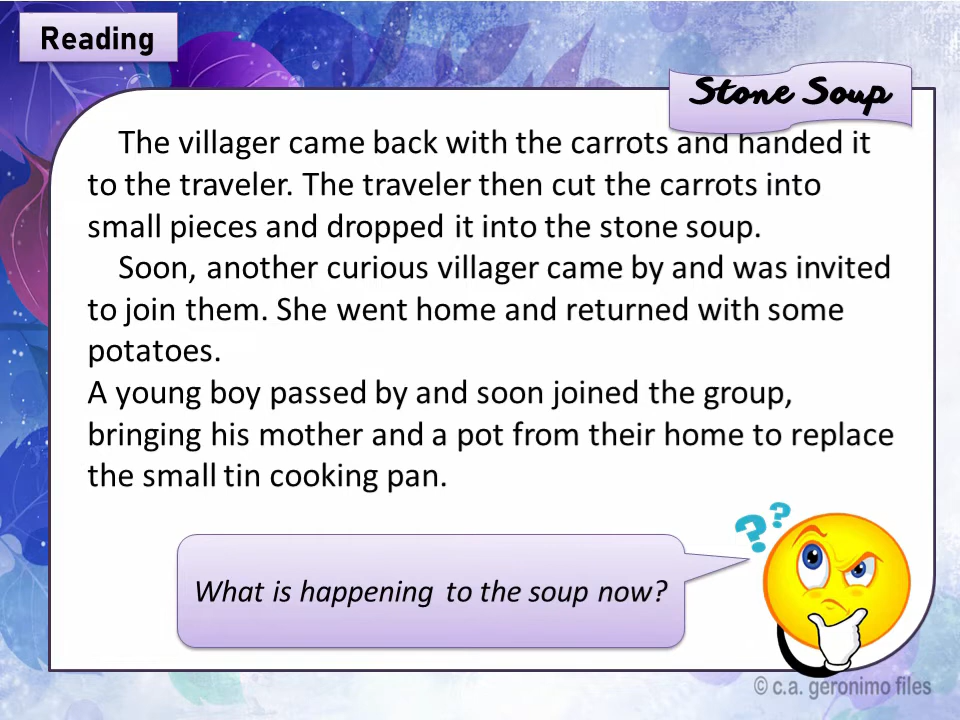 Reading
Stone Soup
The villager came back with the carrots and handed it
to the traveler. The traveler then cut the carrots into
small pieces and dropped it into the stone soup.
Soon, another curious villager came by and was invited
to join them. She went home and returned with some
potatoes.
A young boy passed by and soon joined the group,
bringing his mother and a pot from their home to replace
the small tin cooking pan.
? ?
What is happening to the soup now?
© c.a. geronimo files